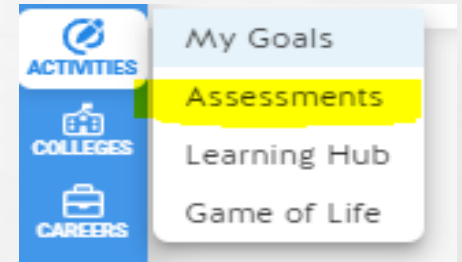 ACTIVITIES
COLLEGES
CAREERS
My Goals
Assessments
Learning Hub
Game of Life